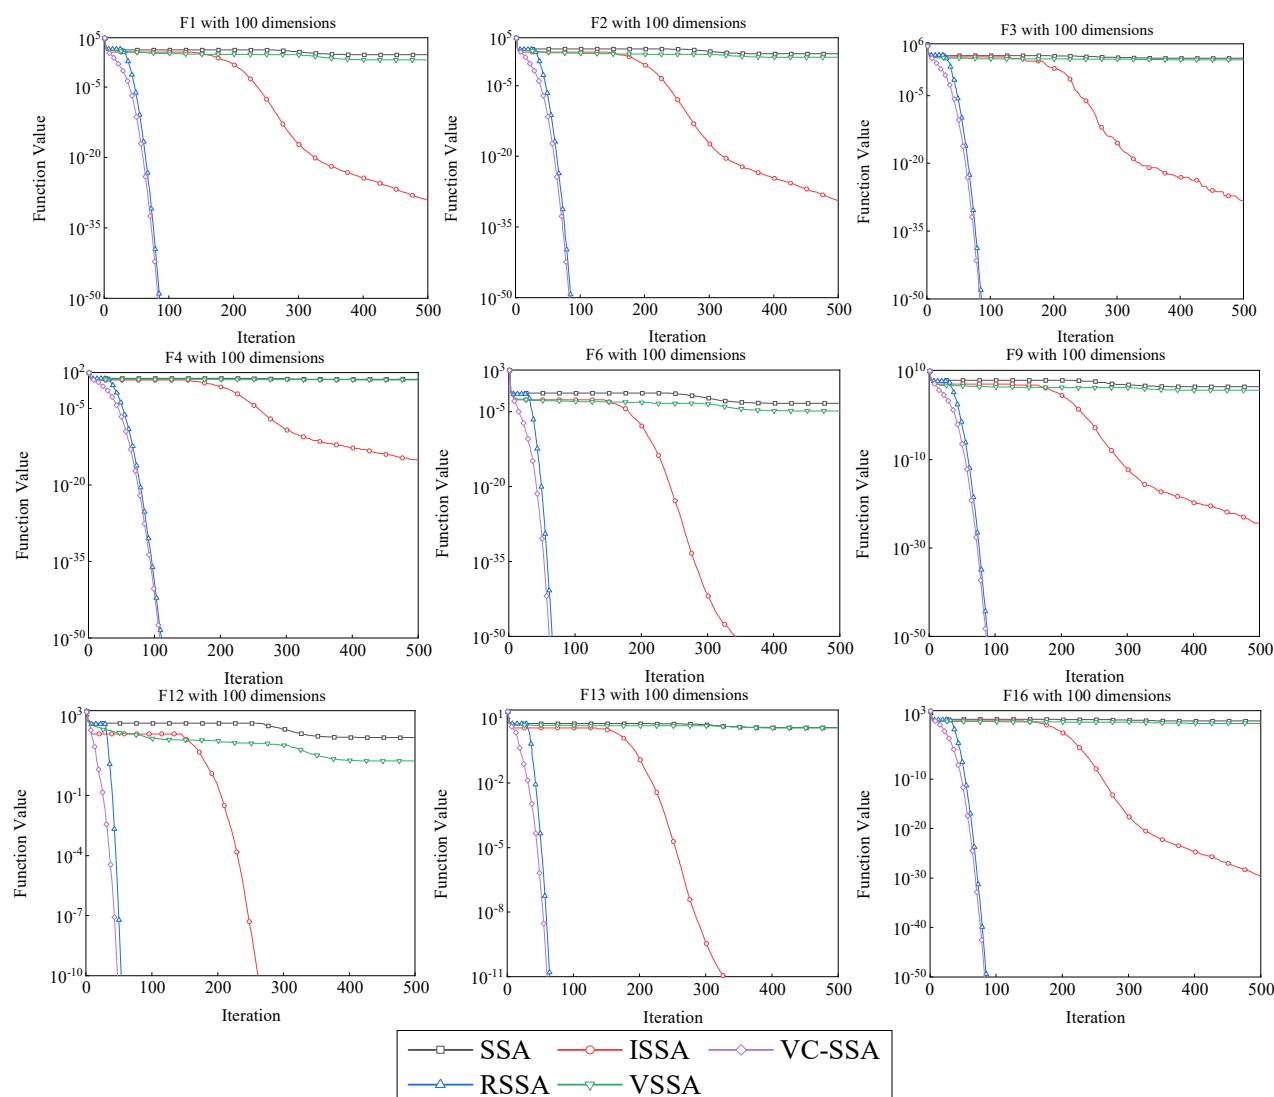 F1 with 100 dimensions
F2 with 100 dimensions
F3 with 100 dimensions
10^5
10^-5
10^-20
10^-35
10^-50
Function Value
0 100 200 300 400 500
Iteration
10^5
10^-5
10^-20
10^-35
10^-50
Function Value
0 100 200 300 400 500
Iteration
10^6
10^-5
10^-20
10^-35
10^-50
Function Value
0 100 200 300 400 500
Iteration
F4 with 100 dimensions
F6 with 100 dimensions
F9 with 100 dimensions
10^2
10^-5
10^-20
10^-35
10^-50
Function Value
0 100 200 300 400 500
Iteration
10^3
10^-5
10^-20
10^-35
10^-50
Function Value
0 100 200 300 400 500
Iteration
10^10
10^-10
10^-30
10^-50
Function Value
0 100 200 300 400 500
Iteration
F12 with 100 dimensions
F13 with 100 dimensions
F16 with 100 dimensions
10^3
10^-1
10^-4
10^-7
10^-10
Function Value
0 100 200 300 400 500
Iteration
10^1
10^-2
10^-5
10^-8
10^-11
Function Value
0 100 200 300 400 500
Iteration
10^3
10^-10
10^-20
10^-30
10^-40
10^-50
Function Value
0 100 200 300 400 500
Iteration
SSA ISSA VC-SSA
RSSA VSSA